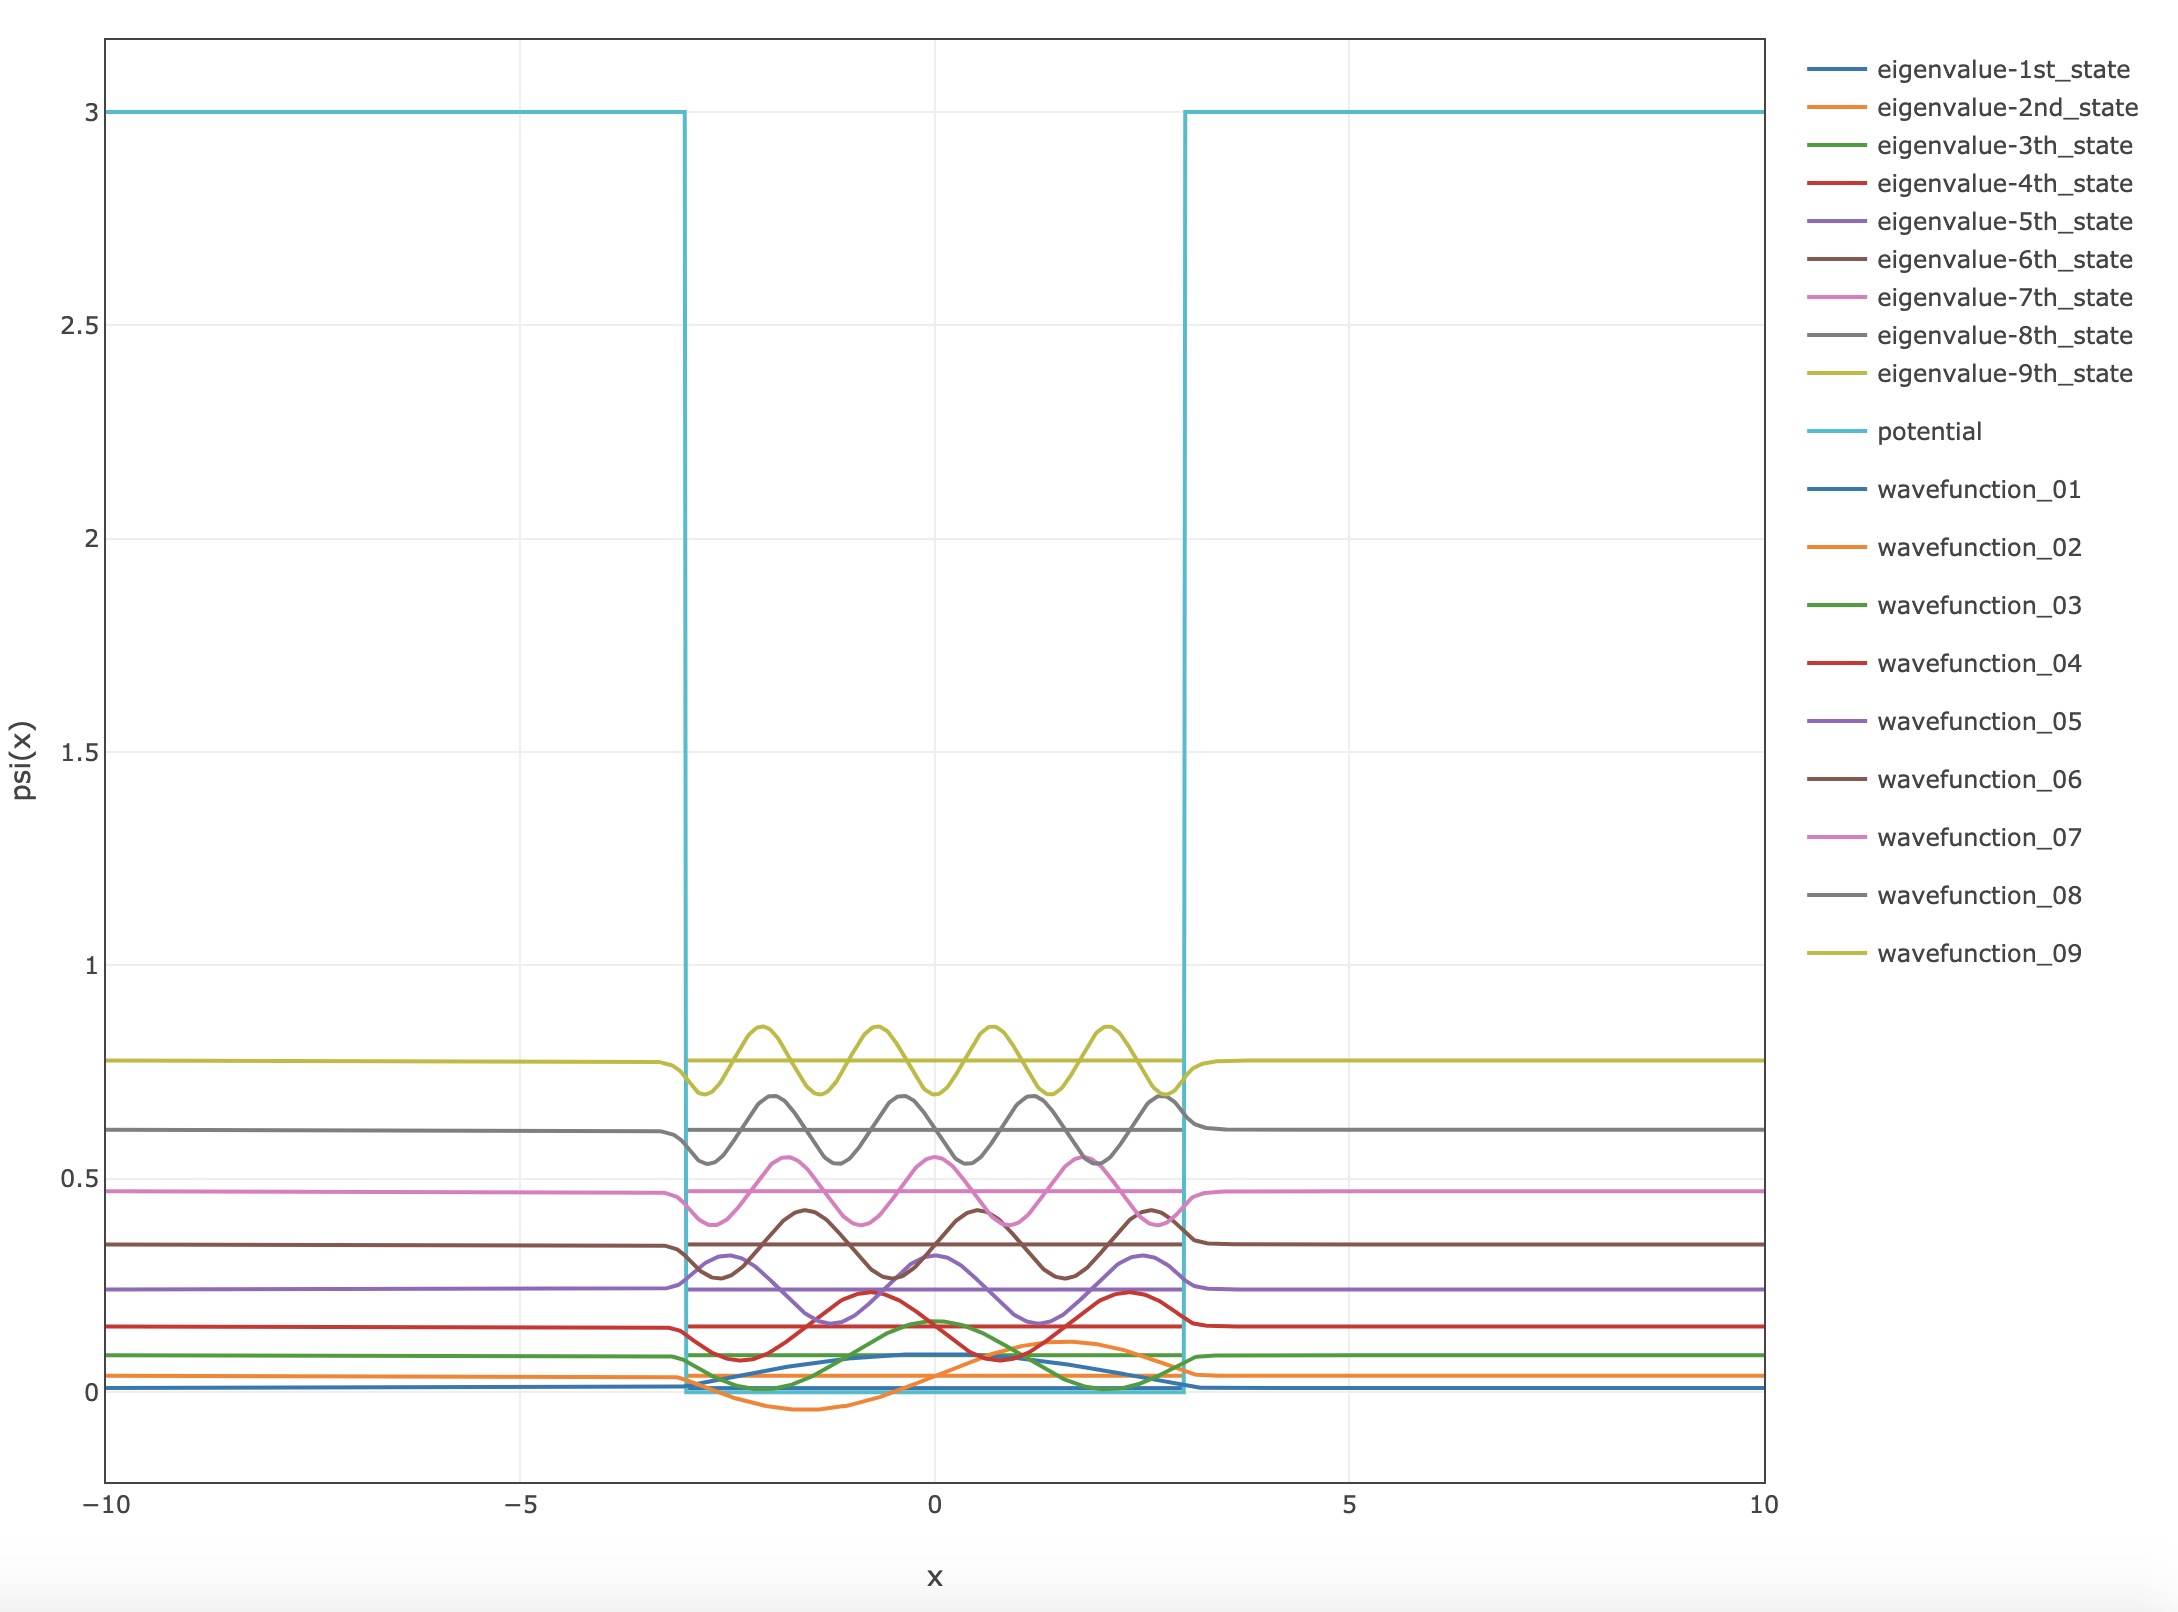 3
2.5
2
1.5
1
0.5
0
psi(x)
−10
−5
0
5
10
x
eigenvalue-1st_state
eigenvalue-2nd_state
eigenvalue-3th_state
eigenvalue-4th_state
eigenvalue-5th_state
eigenvalue-6th_state
eigenvalue-7th_state
eigenvalue-8th_state
eigenvalue-9th_state
potential
wavefunction_01
wavefunction_02
wavefunction_03
wavefunction_04
wavefunction_05
wavefunction_06
wavefunction_07
wavefunction_08
wavefunction_09